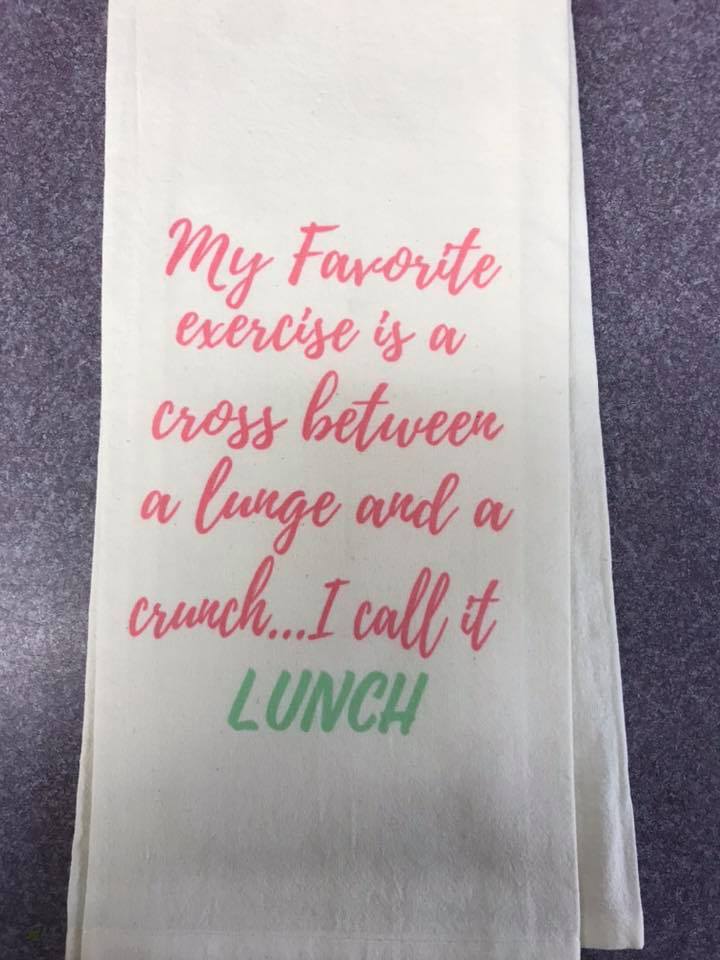 My Favorite
exercise is a
cross between
a lunge and a
crunch...I call it
LUNCH